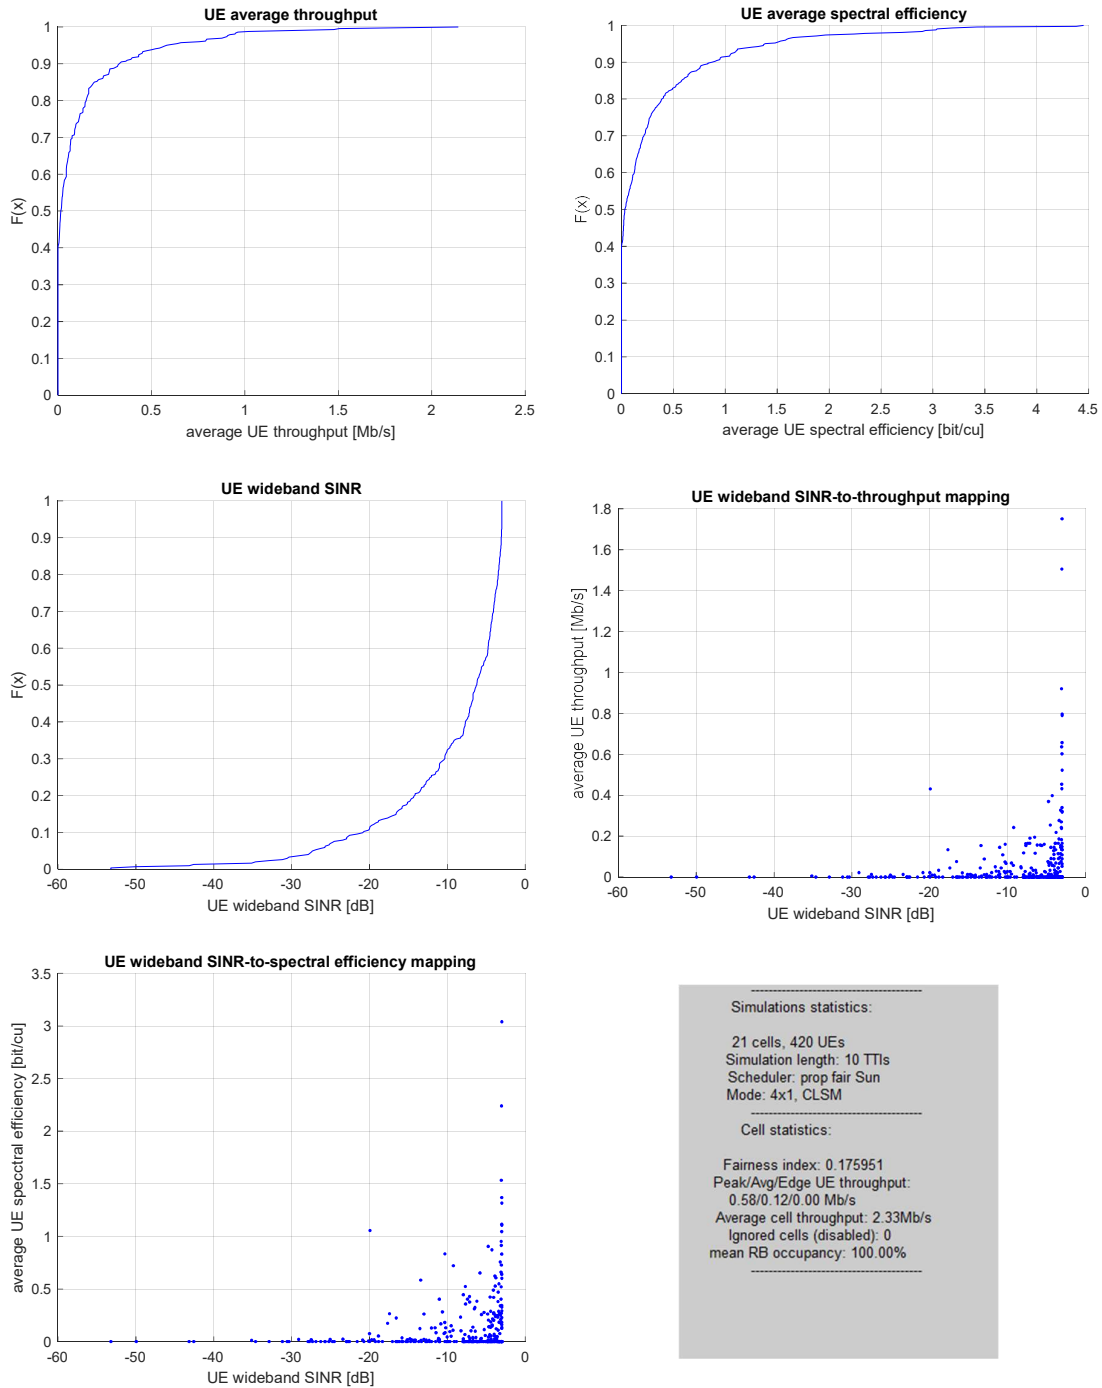 UE average throughput
1
0.9
0.8
0.7
0.6
0.5
0.4
0.3
0.2
0.1
0
F(x)
0 0.5 1 1.5 2 2.5
average UE throughput [Mb/s]
UE average spectral efficiency
1
0.9
0.8
0.7
0.6
0.5
0.4
0.3
0.2
0.1
0
F(x)
0 0.5 1 1.5 2 2.5 3 3.5 4 4.5
average UE spectral efficiency [bit/cu]
UE wideband SINR
1
0.9
0.8
0.7
0.6
0.5
0.4
0.3
0.2
0.1
0
F(x)
-60 -50 -40 -30 -20 -10 0
UE wideband SINR [dB]
UE wideband SINR-to-throughput mapping
1.8
1.6
1.4
1.2
1
0.8
0.6
0.4
0.2
0
average UE throughput [Mb/s]
-60 -50 -40 -30 -20 -10 0
UE wideband SINR [dB]
UE wideband SINR-to-spectral efficiency mapping
3.5
3
2.5
2
1.5
1
0.5
0
average UE specctral efficiency [bit/cu]
-60 -50 -40 -30 -20 -10 0
UE wideband SINR [dB]
----------------------------------------
Simulations statistics:
21 cells, 420 UEs
Simulation length: 10 TTIs
Scheduler: prop fair Sun
Mode: 4x1, CLSM
----------------------------------------
Cell statistics:
Fairness index: 0.175951
Peak/Avg/Edge UE throughput:
0.58/0.12/0.00 Mb/s
Average cell throughput: 2.33Mb/s
Ignored cells (disabled): 0
mean RB occupancy: 100.00%
----------------------------------------